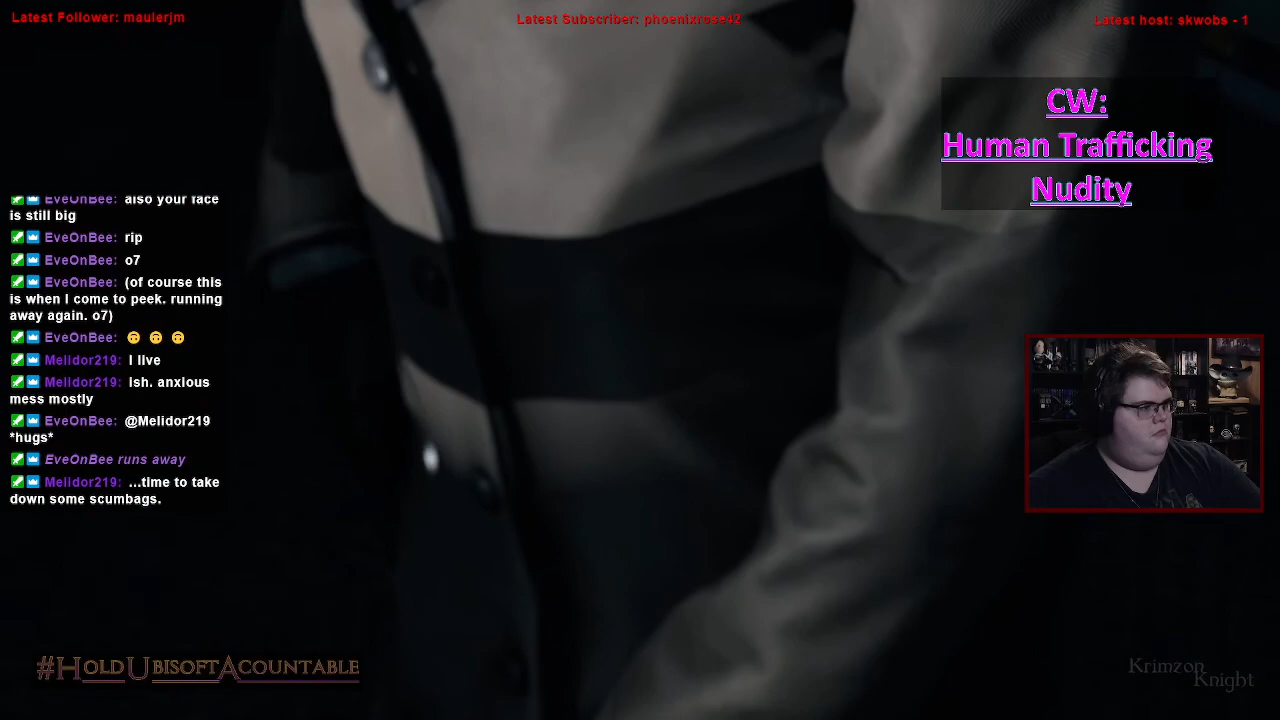 Latest Follower: maulerjm
Latest Subscriber: phoenixrose42
Latest host: skwobs - 1
CW:
Human Trafficking
Nudity
EveOnBee: also your face
is still big
EveOnBee: rip
EveOnBee: o7
EveOnBee: (of course this
is when I come to peek. running
away again. o7)
EveOnBee: 🙃 🙃 🙃
Melidor219: I live
Melidor219: Ish. anxious
mess mostly
EveOnBee: @Melidor219
*hugs*
EveOnBee runs away
Melidor219: ...time to take
down some scumbags.
#HoldUbisoftAcountable
Krimzon
Knight